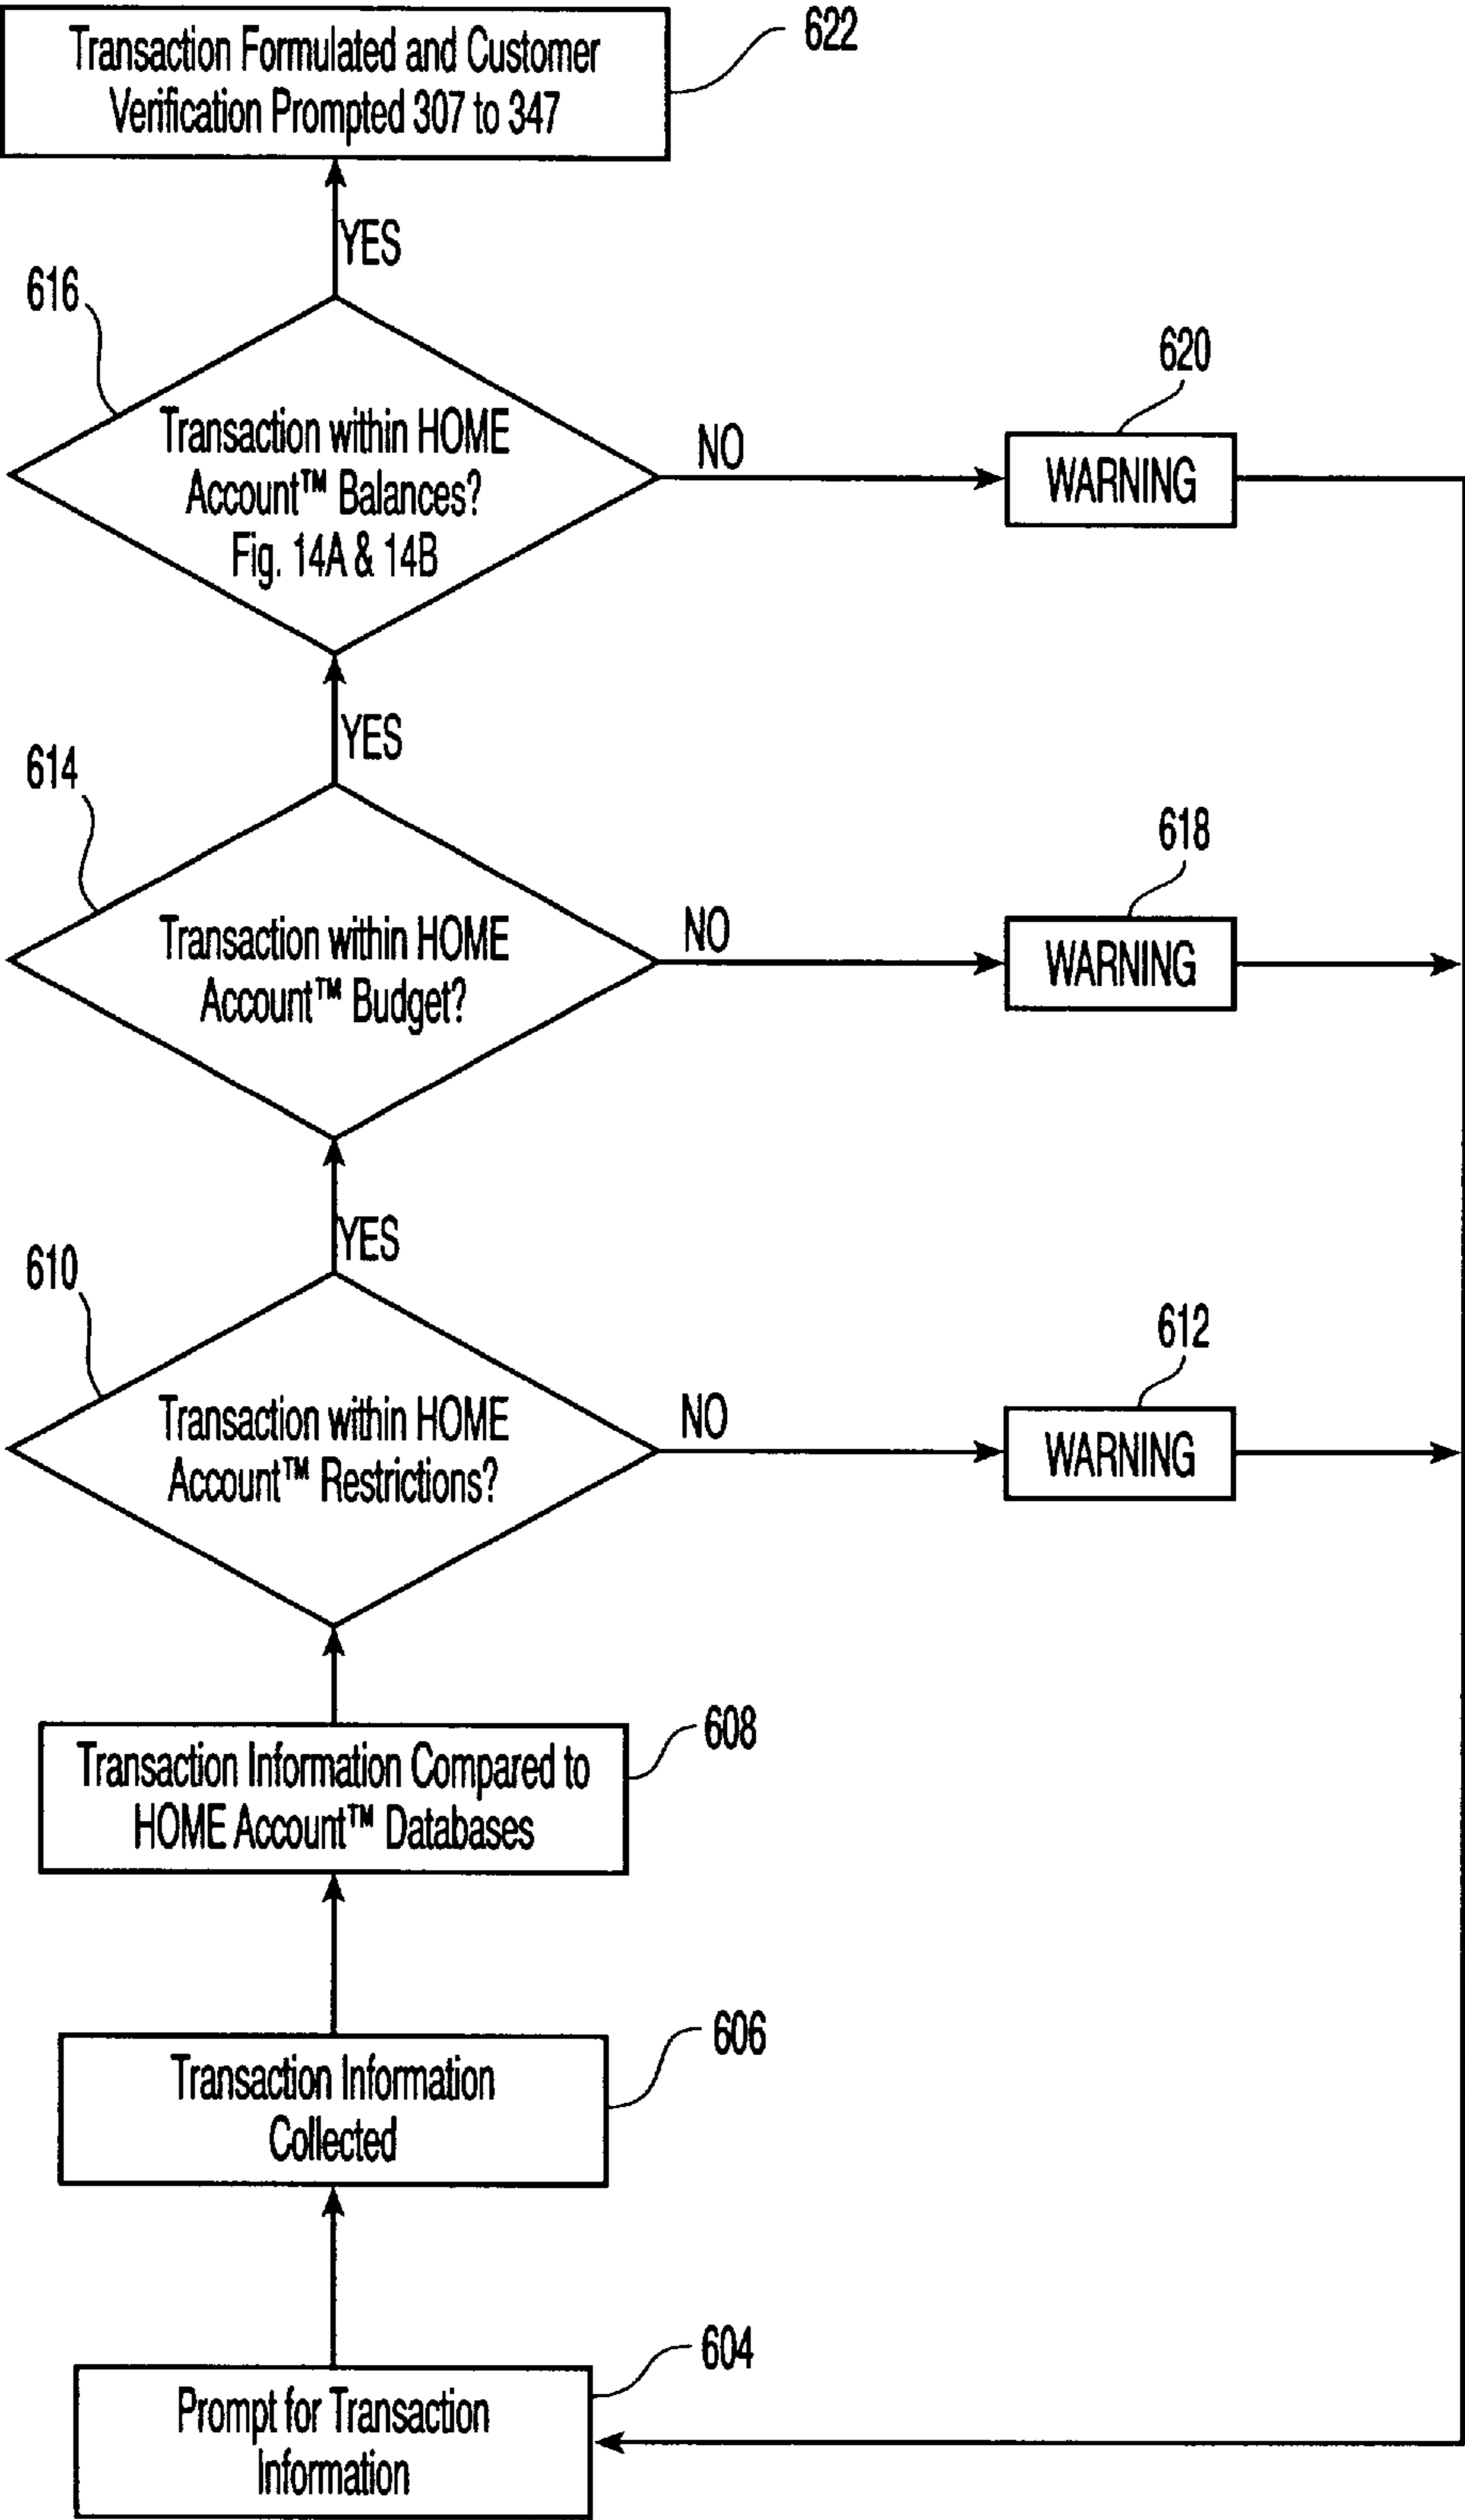 Transaction Formulated and Customer
Verification Prompted 307 to 347
622
YES
616
Transaction within HOME
Account™ Balances?
Fig. 14A & 14B
NO
620
WARNING
YES
614
Transaction within HOME
Account™ Budget?
NO
618
WARNING
YES
610
Transaction within HOME
Account™ Restrictions?
NO
612
WARNING
608
Transaction Information Compared to
HOME Account™ Databases
606
Transaction Information
Collected
604
Prompt for Transaction
Information